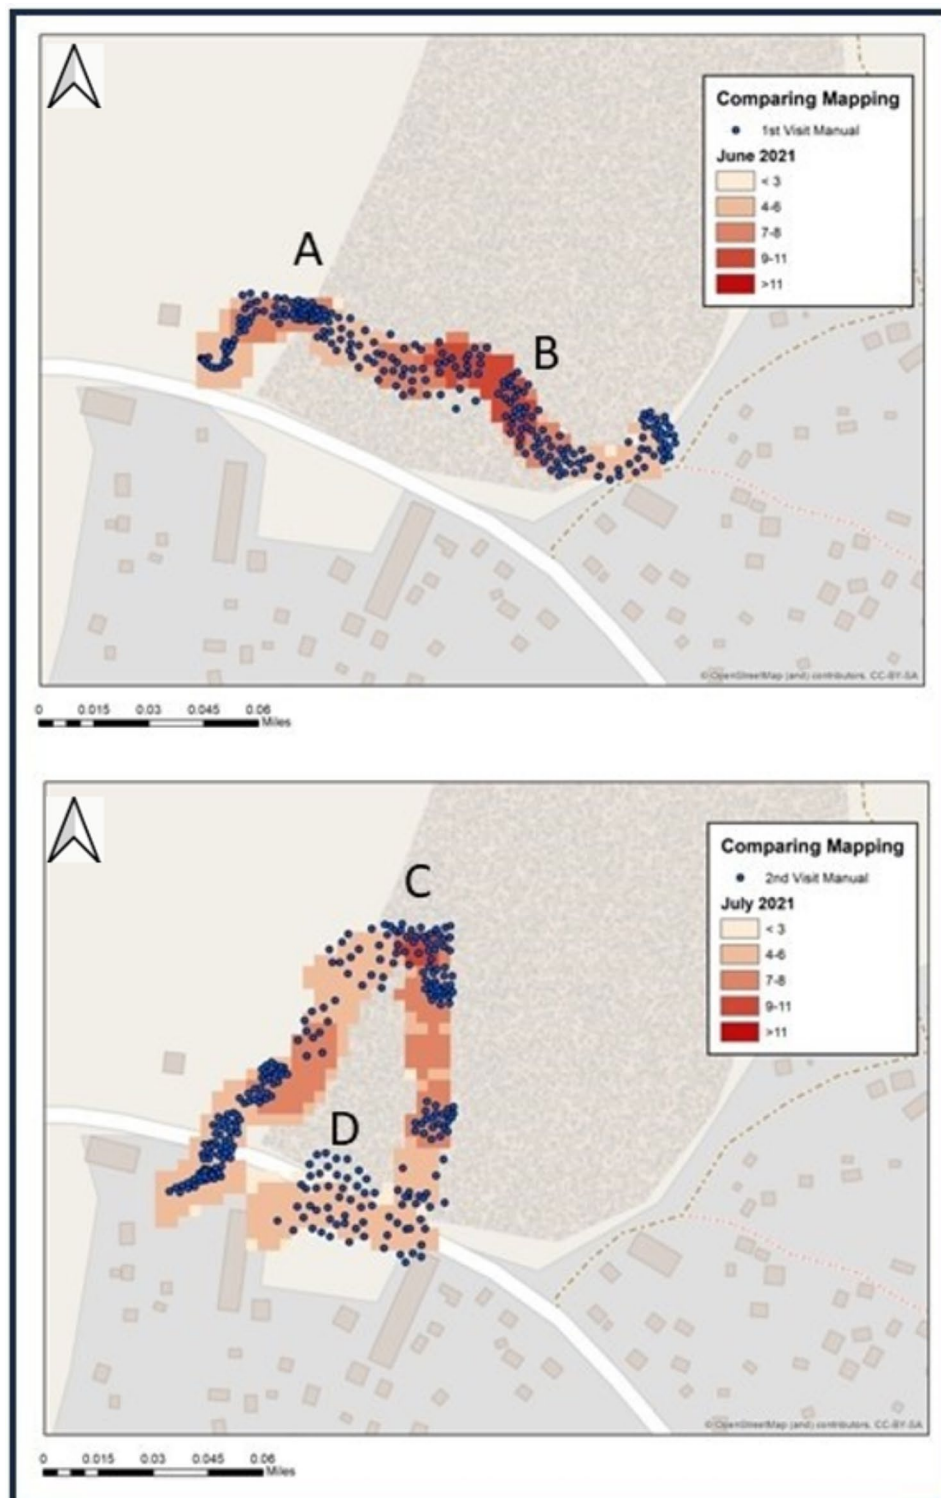 Comparing Mapping
1st Visit Manual
June 2021
< 3
4-6
7-8
9-11
>11
A
B
© OpenStreetMap (and) contributors, CC-BY-SA
0 0.015 0.03 0.045 0.06
Miles
Comparing Mapping
2nd Visit Manual
July 2021
< 3
4-6
7-8
9-11
>11
C
D
© OpenStreetMap (and) contributors, CC-BY-SA
0 0.015 0.03 0.045 0.06
Miles